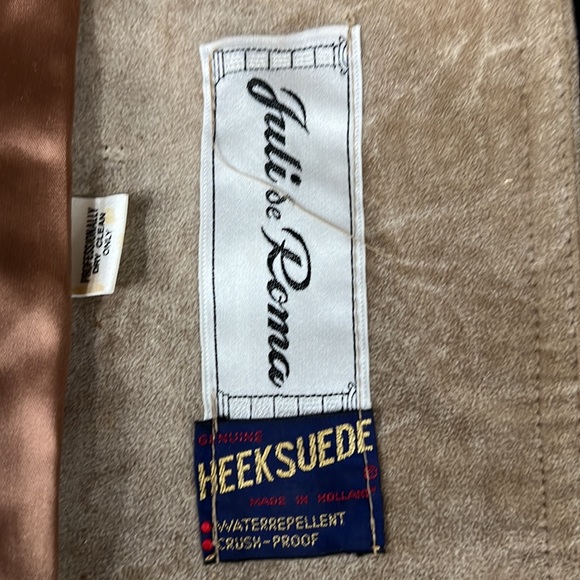 Juli de Roma
GENUINE
HEEKSUEDE
®
MADE IN HOLLAND
WATERREPELLENT
CRUSH-PROOF
PROFESSIONALLY
DRY CLEAN
ONLY